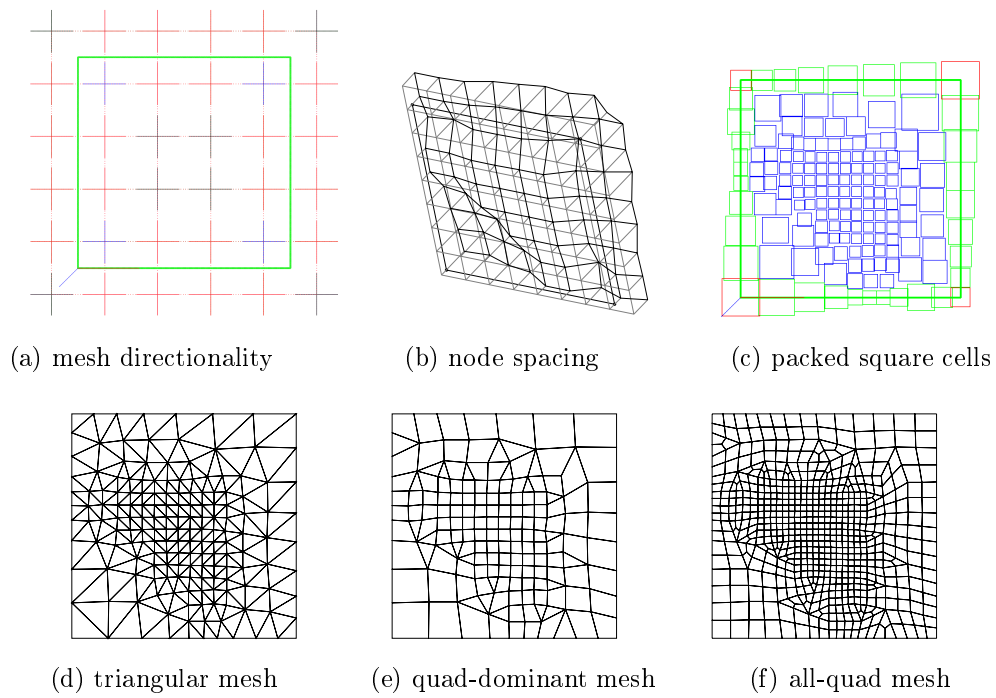 (a) mesh directionality
(b) node spacing
(c) packed square cells
(d) triangular mesh
(e) quad-dominant mesh
(f) all-quad mesh